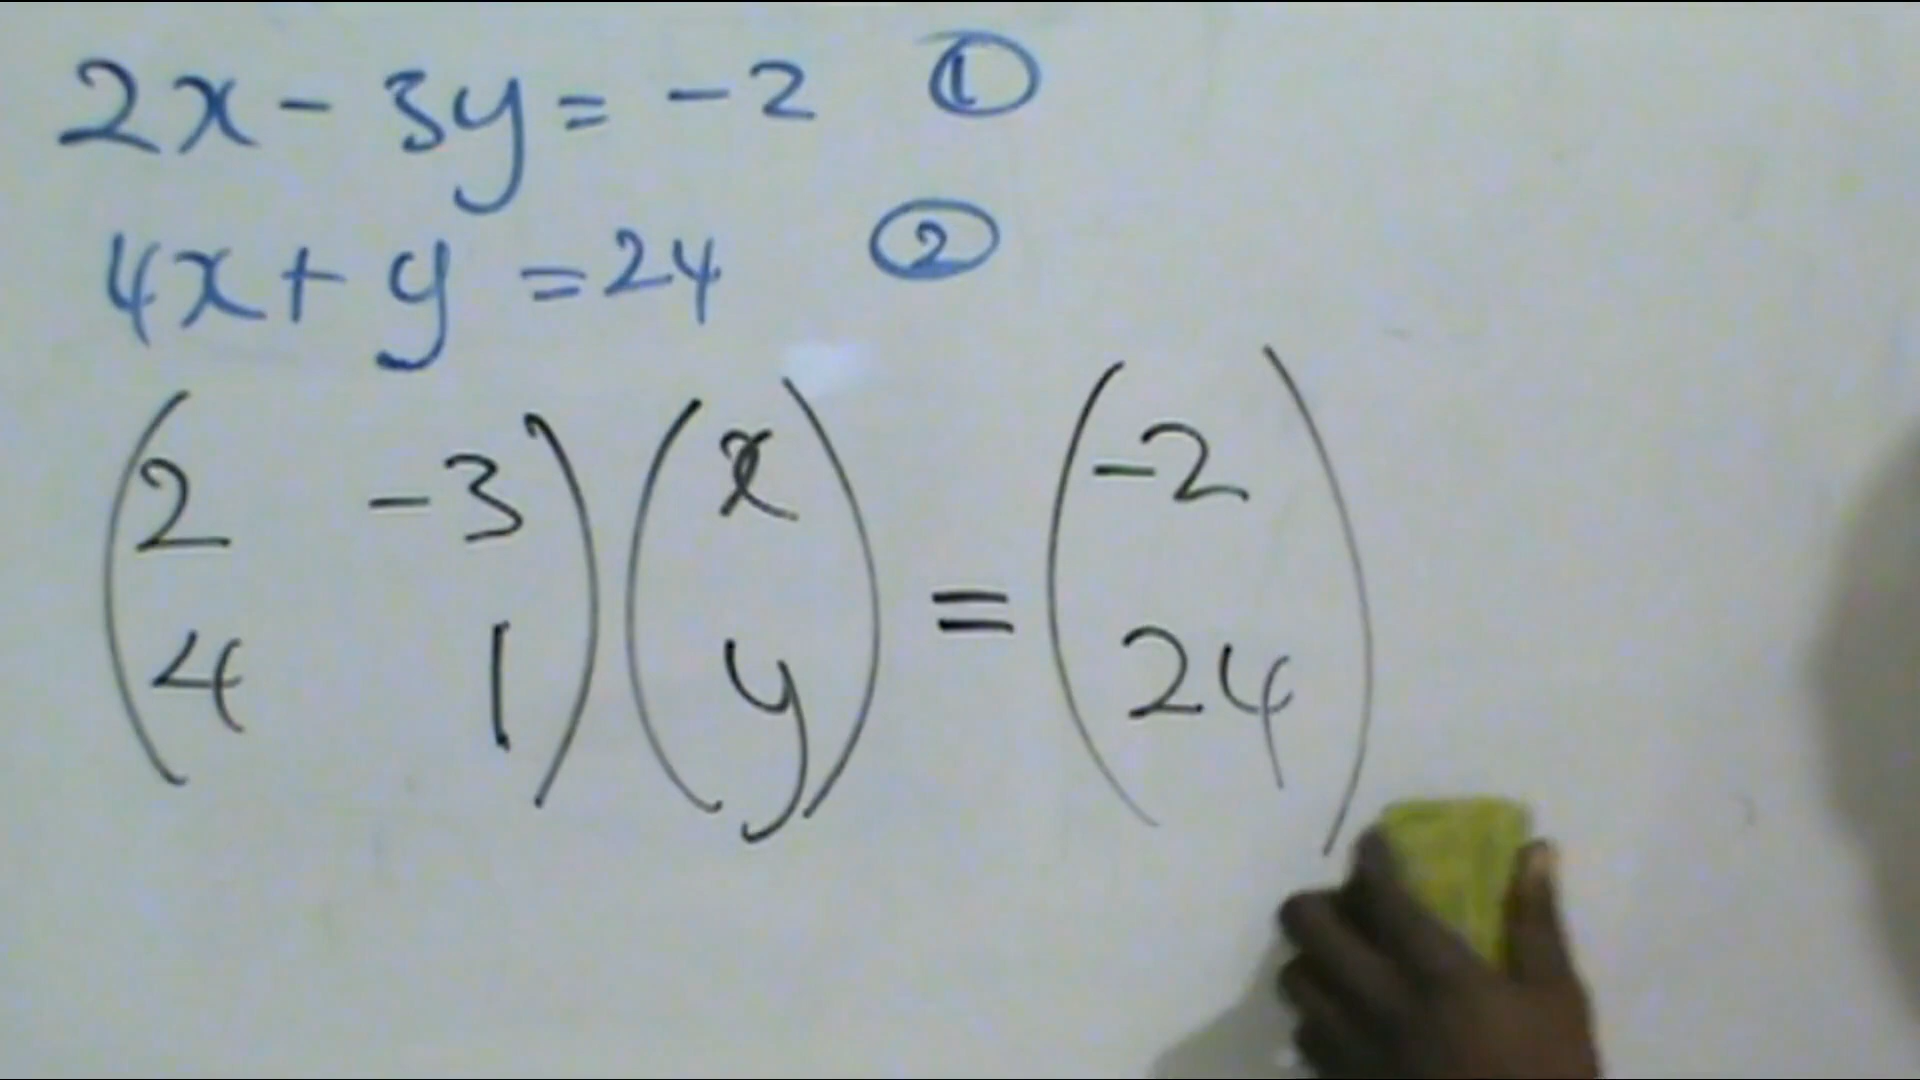 2x - 3y = -2 ①
4x + y = 24 ②
(2 -3) (x) = (-2)
(4 1) (y) (24)